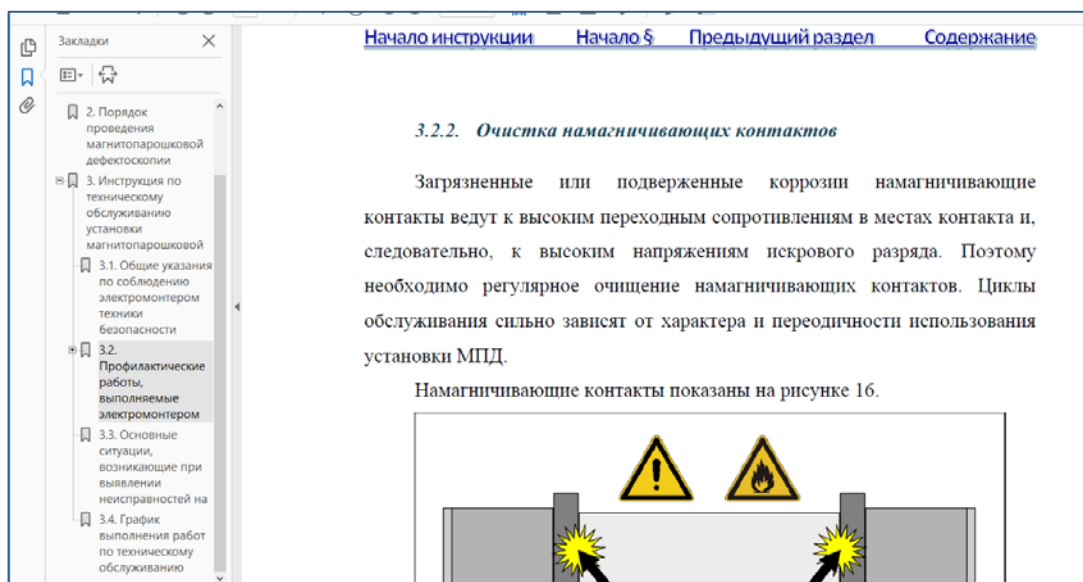 Закладки
2. Порядок
проведения
магнитопорошковой
дефектоскопии
3. Инструкция по
техническому
обслуживанию
установки
магнитопорошковой
3.1. Общие указания
по соблюдению
электромонтером
техники
безопасности
3.2.
Профилактические
работы,
выполняемые
электромонтером
3.3. Основные
ситуации,
возникающие при
выявлении
неисправностей на
3.4. График
выполнения работ
по техническому
обслуживанию
Начало инструкции Начало § Предыдущий раздел Содержание
3.2.2. Очистка намагничивающих контактов
Загрязненные или подверженные коррозии намагничивающие
контакты ведут к высоким переходным сопротивлениям в местах контакта и,
следовательно, к высоким напряжениям искрового разряда. Поэтому
необходимо регулярное очищение намагничивающих контактов. Циклы
обслуживания сильно зависят от характера и переодичности использования
установки МПД.
Намагничивающие контакты показаны на рисунке 16.